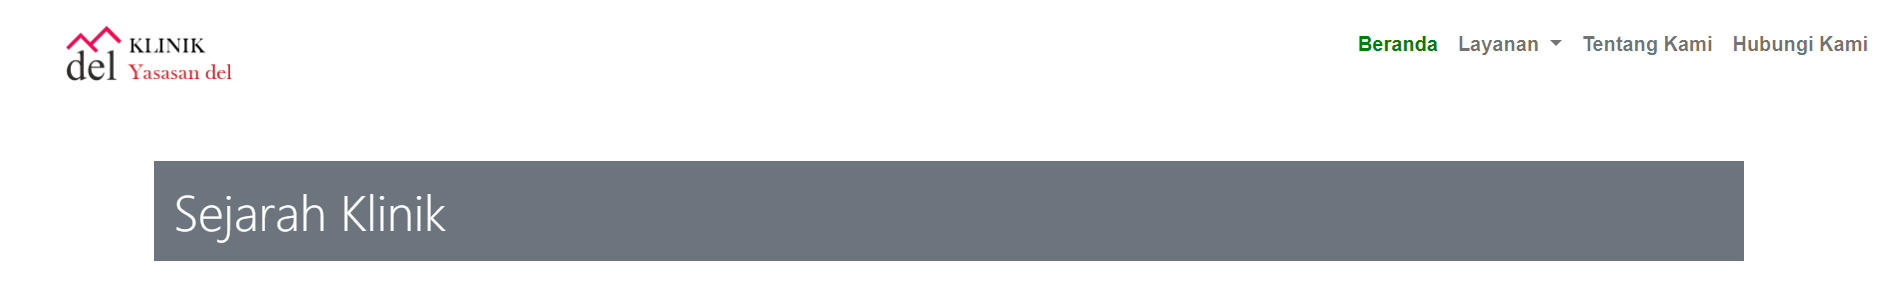 del KLINIK
Yasasan del
Beranda Layanan Tentang Kami Hubungi Kami
Sejarah Klinik